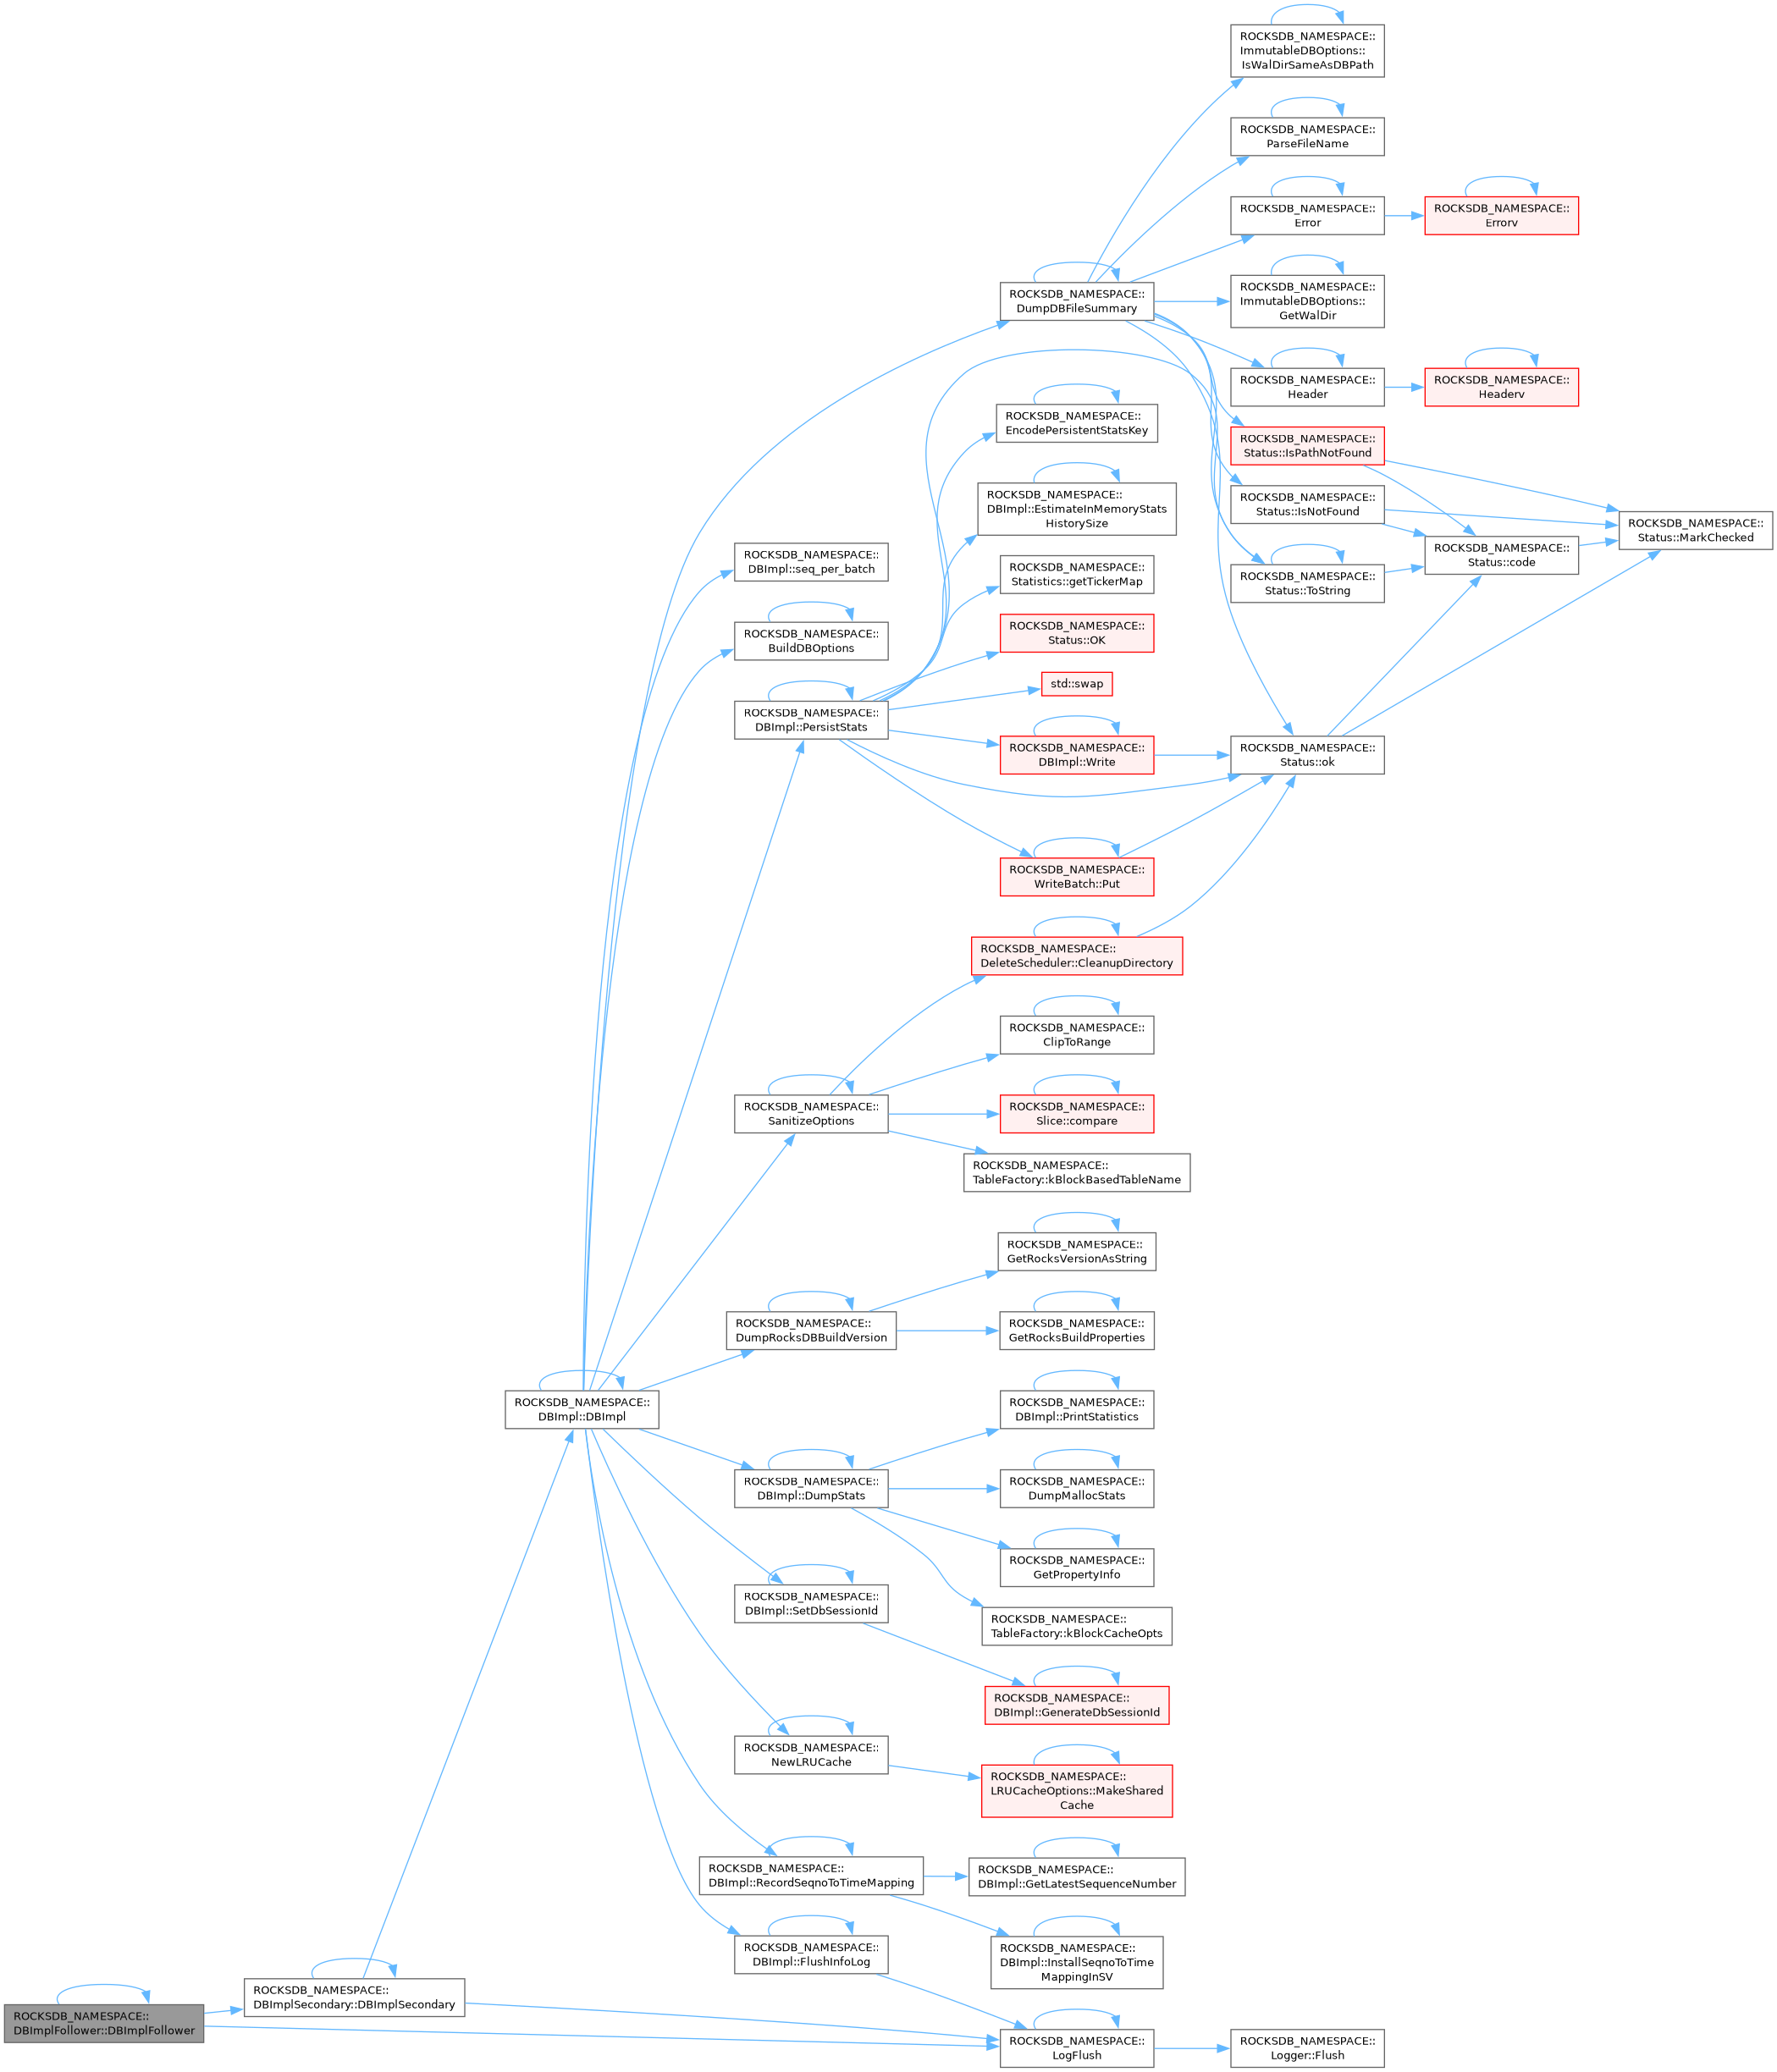 ROCKSDB_NAMESPACE::
ImmutableDBOptions::
IsWalDirSameAsDBPath
ROCKSDB_NAMESPACE::
ParseFileName
ROCKSDB_NAMESPACE::
Error
ROCKSDB_NAMESPACE::
Errorv
ROCKSDB_NAMESPACE::
ImmutableDBOptions::
GetWalDir
ROCKSDB_NAMESPACE::
DumpDBFileSummary
ROCKSDB_NAMESPACE::
Header
ROCKSDB_NAMESPACE::
Headerv
ROCKSDB_NAMESPACE::
EncodePersistentStatsKey
ROCKSDB_NAMESPACE::
Status::IsPathNotFound
ROCKSDB_NAMESPACE::
DBImpl::EstimateInMemoryStats
HistorySize
ROCKSDB_NAMESPACE::
Status::IsNotFound
ROCKSDB_NAMESPACE::
Status::MarkChecked
ROCKSDB_NAMESPACE::
Status::code
ROCKSDB_NAMESPACE::
DBImpl::seq_per_batch
ROCKSDB_NAMESPACE::
Statistics::getTickerMap
ROCKSDB_NAMESPACE::
Status::ToString
ROCKSDB_NAMESPACE::
BuildDBOptions
ROCKSDB_NAMESPACE::
Status::OK
std::swap
ROCKSDB_NAMESPACE::
DBImpl::PersistStats
ROCKSDB_NAMESPACE::
DBImpl::Write
ROCKSDB_NAMESPACE::
Status::ok
ROCKSDB_NAMESPACE::
WriteBatch::Put
ROCKSDB_NAMESPACE::
DeleteScheduler::CleanupDirectory
ROCKSDB_NAMESPACE::
ClipToRange
ROCKSDB_NAMESPACE::
SanitizeOptions
ROCKSDB_NAMESPACE::
Slice::compare
ROCKSDB_NAMESPACE::
TableFactory::kBlockBasedTableName
ROCKSDB_NAMESPACE::
GetRocksVersionAsString
ROCKSDB_NAMESPACE::
DumpRocksDBBuildVersion
ROCKSDB_NAMESPACE::
GetRocksBuildProperties
ROCKSDB_NAMESPACE::
DBImpl::DBImpl
ROCKSDB_NAMESPACE::
DBImpl::PrintStatistics
ROCKSDB_NAMESPACE::
DBImpl::DumpStats
ROCKSDB_NAMESPACE::
DumpMallocStats
ROCKSDB_NAMESPACE::
GetPropertyInfo
ROCKSDB_NAMESPACE::
DBImpl::SetDbSessionId
ROCKSDB_NAMESPACE::
TableFactory::kBlockCacheOpts
ROCKSDB_NAMESPACE::
DBImpl::GenerateDbSessionId
ROCKSDB_NAMESPACE::
NewLRUCache
ROCKSDB_NAMESPACE::
LRUCacheOptions::MakeShared
Cache
ROCKSDB_NAMESPACE::
DBImpl::RecordSeqnoToTimeMapping
ROCKSDB_NAMESPACE::
DBImpl::GetLatestSequenceNumber
ROCKSDB_NAMESPACE::
DBImpl::FlushInfoLog
ROCKSDB_NAMESPACE::
DBImpl::InstallSeqnoToTime
MappingInSV
ROCKSDB_NAMESPACE::
DBImplSecondary::DBImplSecondary
ROCKSDB_NAMESPACE::
DBImplFollower::DBImplFollower
ROCKSDB_NAMESPACE::
LogFlush
ROCKSDB_NAMESPACE::
Logger::Flush